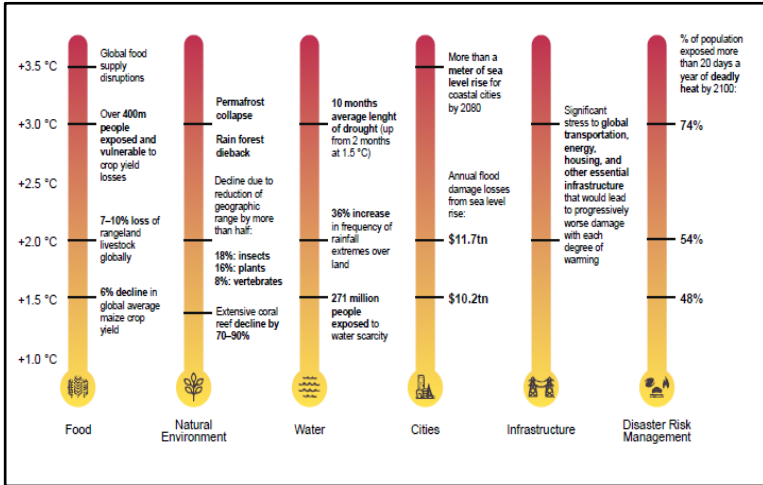 +3.5 °C
+3.0 °C
+2.5 °C
+2.0 °C
+1.5 °C
+1.0 °C
Global food
supply
disruptions
Over 400m
people
exposed and
vulnerable to
crop yield
losses
7–10% loss of
rangeland
livestock
globally
6% decline in
global average
maize crop
yield
Food
Permafrost
collapse
Rain forest
dieback
Decline due to
reduction of
geographic
range by more
than half:
18%: insects
16%: plants
8%: vertebrates
Extensive coral
reef decline by
70–90%
Natural
Environment
10 months
average lenght
of drought (up
from 2 months
at 1.5 °C)
36% increase
in frequency of
rainfall
extremes over
land
271 million
people
exposed to
water scarcity
Water
More than a
meter of sea
level rise for
coastal cities
by 2080
Annual flood
damage losses
from sea level
rise:
$11.7tn
$10.2tn
Cities
Significant
stress to global
transportation,
energy,
housing, and
other essential
infrastructure
that would lead
to progressively
worse damage
with each
degree of
warming
Infrastructure
% of population
exposed more
than 20 days a
year of deadly
heat by 2100:
74%
54%
48%
Disaster Risk
Management